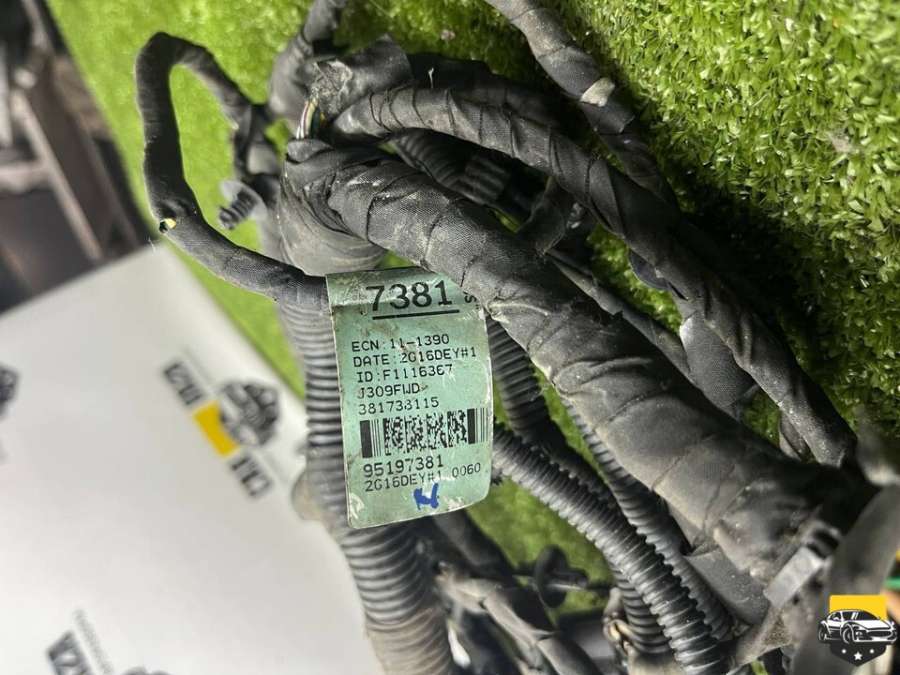 7381
ECN:11-1390
DATE:2G16DEY#1
ID:F1116367
J309FWD
381733115
95197381
2G16DEY#1 0060